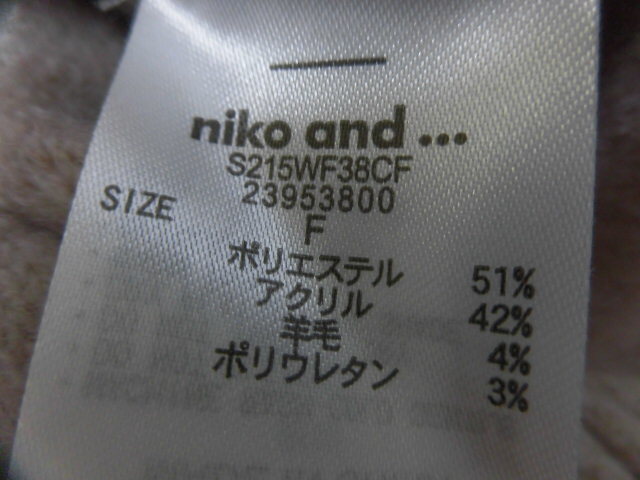 niko and ...
S215WF38CF
23953800
SIZE F
ポリエステル 51%
アクリル 42%
羊毛 4%
ポリウレタン 3%